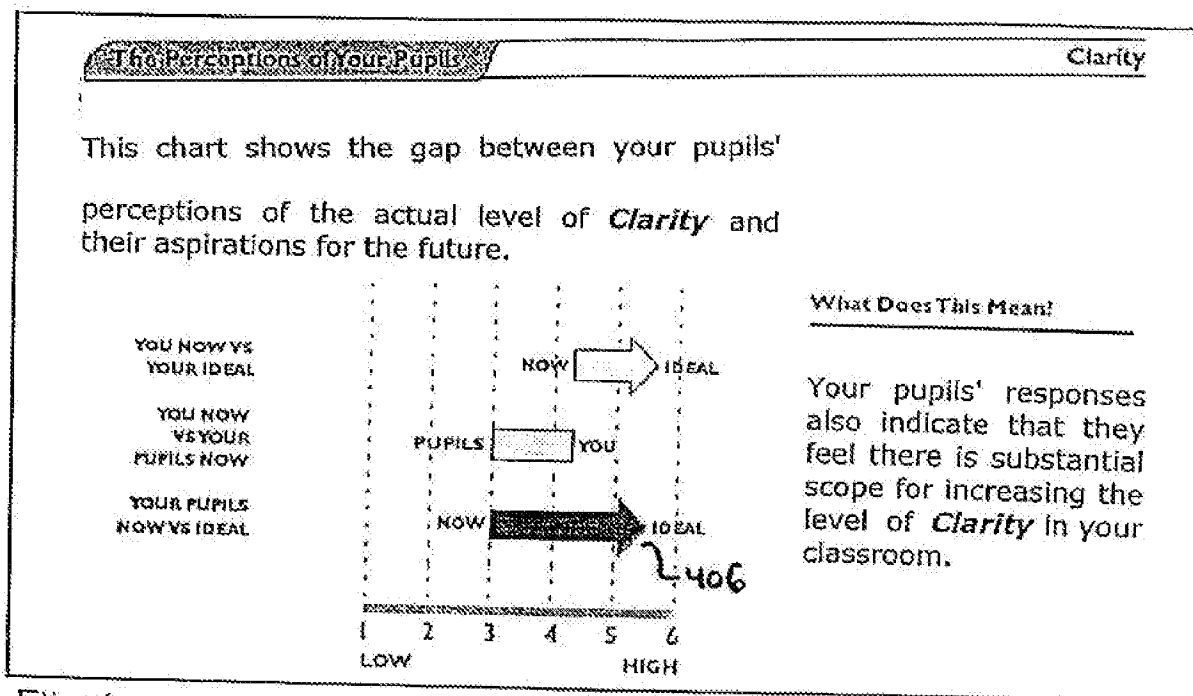 The Perceptions of Your Pupils
Clarity
This chart shows the gap between your pupils'
perceptions of the actual level of Clarity and
their aspirations for the future.
What Does This Mean?
YOU NOW VS
YOUR IDEAL
NOW
IDEAL
YOU NOW
VS YOUR
PUPILS NOW
PUPILS
YOU
YOUR PUPILS
NOW VS IDEAL
NOW
IDEAL
406
Your pupils' responses
also indicate that they
feel there is substantial
scope for increasing the
level of Clarity in your
classroom.
1 2 3 4 5 6
LOW HIGH